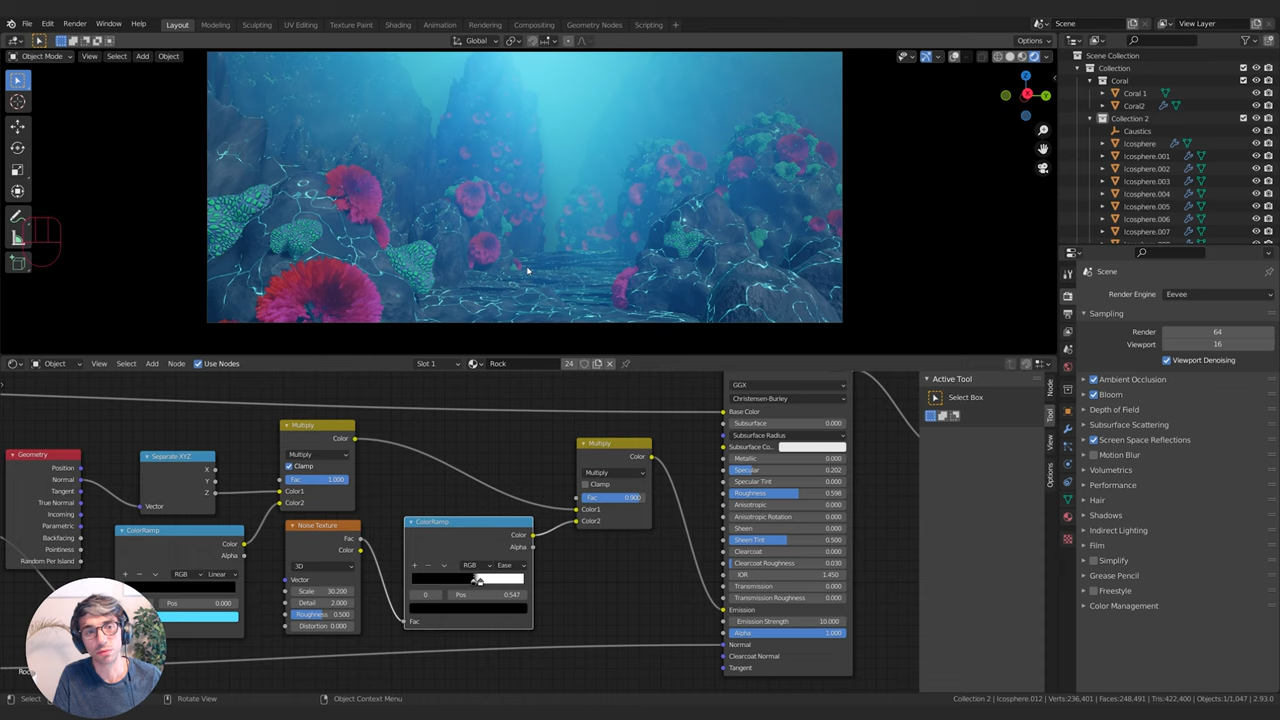 File Edit Render Window Help Layout Modeling Sculpting UV Editing Texture Paint Shading Animation Rendering Compositing Geometry Nodes Scripting + Scene View Layer
Global Options
Object Mode View Select Add Object
Scene Collection
Collection
Coral
Coral 1
Coral2
Collection 2
Caustics
Icosphere
Icosphere.001
Icosphere.002
Icosphere.003
Icosphere.004
Icosphere.005
Icosphere.006
Icosphere.007
Scene
Render Engine Eevee
Sampling
Render 64
Viewport 16
Viewport Denoising
Ambient Occlusion
Bloom
Depth of Field
Subsurface Scattering
Screen Space Reflections
Motion Blur
Volumetrics
Performance
Hair
Shadows
Indirect Lighting
Film
Simplify
Grease Pencil
Freestyle
Color Management
Object View Select Add Node Use Nodes Slot 1 Rock 24
Active Tool
Select Box
Node
Tool
View
Options
Geometry
Position
Normal
Tangent
True Normal
Incoming
Parametric
Backfacing
Pointiness
Random Per Island
Separate XYZ
X
Y
Z
Vector
ColorRamp
Color
Alpha
RGB Linear
Pos 0.000
Multiply
Color
Multiply
Clamp
Fac 1.000
Color1
Color2
Noise Texture
Fac
Color
3D
Vector
Scale 30.200
Detail 2.000
Roughness 0.500
Distortion 0.000
ColorRamp
Color
Alpha
RGB Ease
0 Pos 0.547
Fac
Multiply
Color
Multiply
Clamp
Fac 0.900
Color1
Color2
GGX
Christensen-Burley
Base Color
Subsurface 0.000
Subsurface Radius
Subsurface Co...
Metallic 0.000
Specular 0.202
Specular Tint 0.000
Roughness 0.598
Anisotropic 0.000
Anisotropic Rotation 0.000
Sheen 0.000
Sheen Tint 0.500
Clearcoat 0.000
Clearcoat Roughness 0.030
IOR 1.450
Transmission 0.000
Transmission Roughness 0.000
Emission
Emission Strength 10.000
Alpha 1.000
Normal
Clearcoat Normal
Tangent
Select Rotate View Object Context Menu Collection 2 | Icosphere.012 | Verts:236,401 | Faces:248,491 | Tris:422,400 | Objects:1/1,047 | 2.93.0